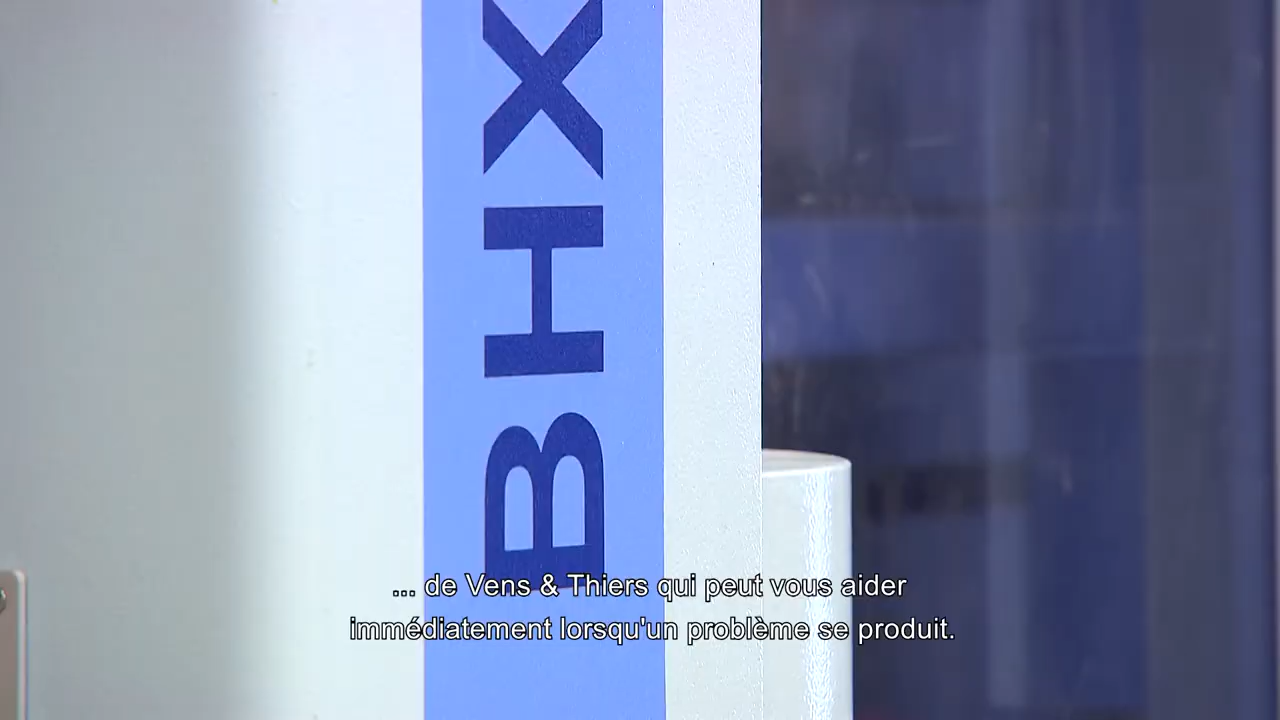 BHX
... de Vens & Thiers qui peut vous aider
immédiatement lorsqu'un problème se produit.